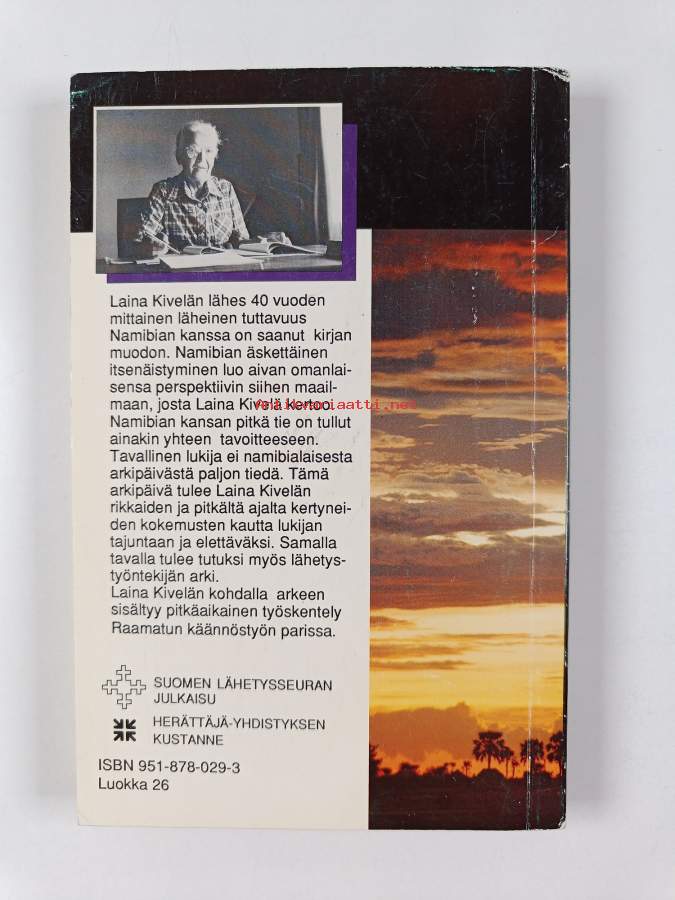 Laina Kivelän lähes 40 vuoden
mittainen läheinen tuttavuus
Namibian kanssa on saanut kirjan
muodon. Namibian äskettäinen
itsenäistyminen luo aivan omanlai-
sensa perspektiivin siihen maail-
maan, josta Laina Kivelä kertoo.
Antikvariaatti.net
Namibian kansan pitkä tie on tullut
ainakin yhteen tavoitteeseen.
Tavallinen lukija ei namibialaisesta
arkipäivästä paljon tiedä. Tämä
arkipäivä tulee Laina Kivelän
rikkaiden ja pitkältä ajalta kertynei-
den kokemusten kautta lukijan
tajuntaan ja elettäväksi. Samalla
tavalla tulee tutuksi myös lähetys-
työntekijän arki.
Laina Kivelän kohdalla arkeen
sisältyy pitkäaikainen työskentely
Raamatun käännöstyön parissa.
SUOMEN LÄHETYSSEURAN
JULKAISU
HERÄTTÄJÄ-YHDISTYKSEN
KUSTANNE
ISBN 951-878-029-3
Luokka 26